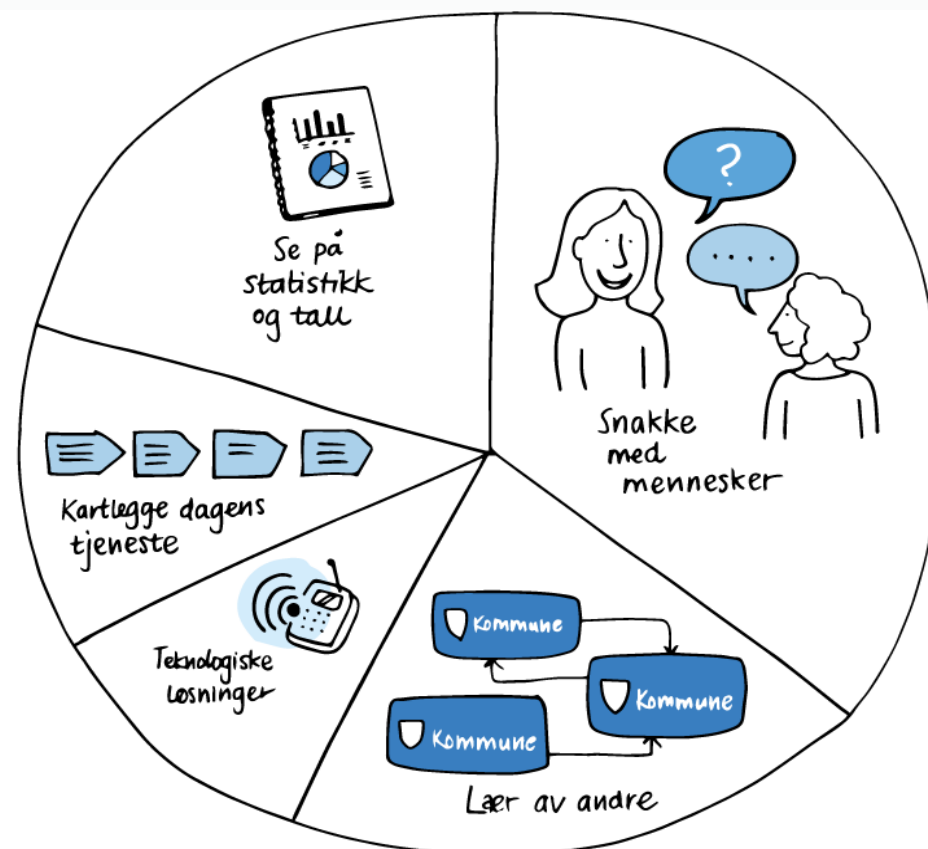 Se på
statistikk
og tall
?
....
Snakke
med
mennesker
Kartlegge dagens
tjeneste
Teknologiske
løsninger
Kommune
Kommune
Kommune
Lær av andre